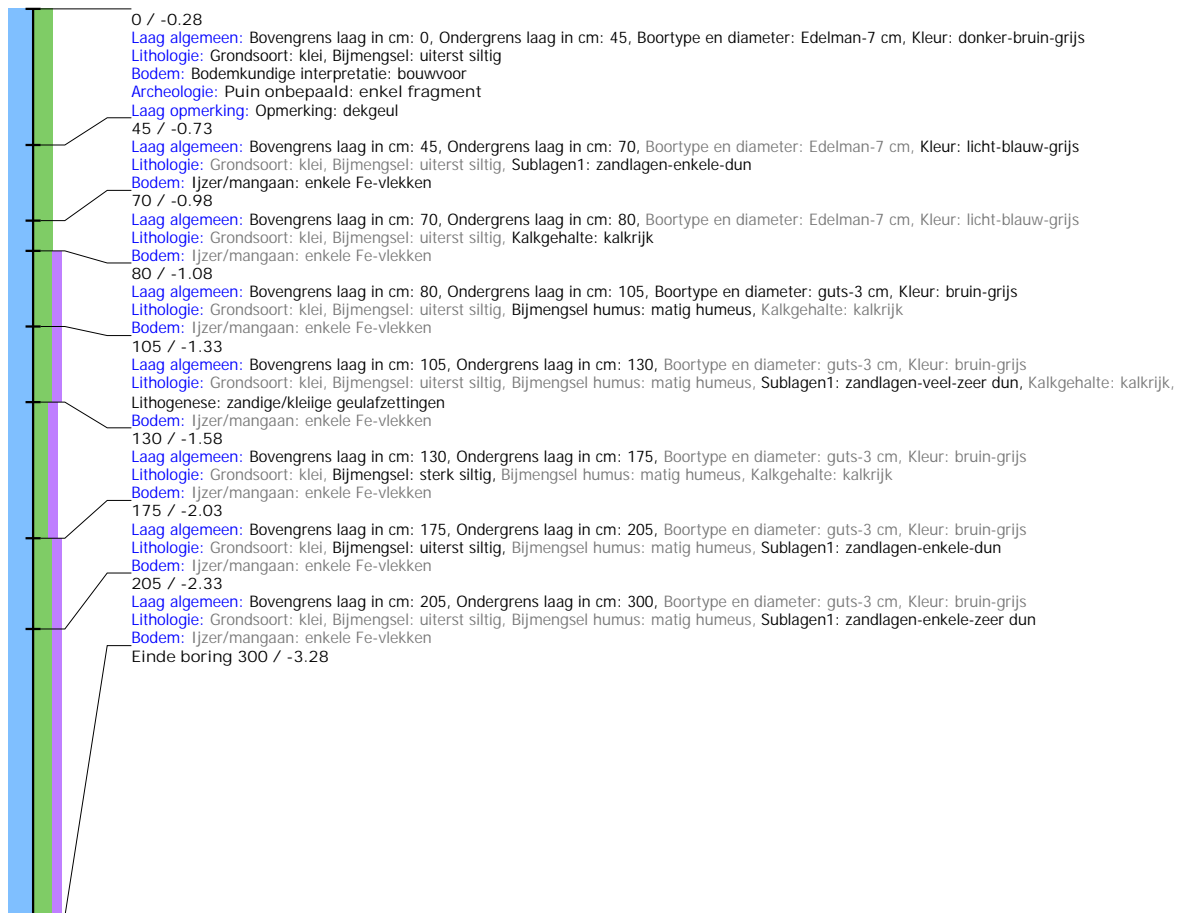 0 / -0.28
Laag algemeen: Bovengrens laag in cm: 0, Ondergrens laag in cm: 45, Boortype en diameter: Edelman-7 cm, Kleur: donker-bruin-grijs
Lithologie: Grondsoort: klei, Bijmengsel: uiterst siltig
Bodem: Bodemkundige interpretatie: bouwvoor
Archeologie: Puin onbepaald: enkel fragment
Laag opmerking: Opmerking: dekgeul
45 / -0.73
Laag algemeen: Bovengrens laag in cm: 45, Ondergrens laag in cm: 70, Boortype en diameter: Edelman-7 cm, Kleur: licht-blauw-grijs
Lithologie: Grondsoort: klei, Bijmengsel: uiterst siltig, Sublagen1: zandlagen-enkele-dun
Bodem: Ijzer/mangaan: enkele Fe-vlekken
70 / -0.98
Laag algemeen: Bovengrens laag in cm: 70, Ondergrens laag in cm: 80, Boortype en diameter: Edelman-7 cm, Kleur: licht-blauw-grijs
Lithologie: Grondsoort: klei, Bijmengsel: uiterst siltig, Kalkgehalte: kalkrijk
Bodem: Ijzer/mangaan: enkele Fe-vlekken
80 / -1.08
Laag algemeen: Bovengrens laag in cm: 80, Ondergrens laag in cm: 105, Boortype en diameter: guts-3 cm, Kleur: bruin-grijs
Lithologie: Grondsoort: klei, Bijmengsel: uiterst siltig, Bijmengsel humus: matig humeus, Kalkgehalte: kalkrijk
Bodem: Ijzer/mangaan: enkele Fe-vlekken
105 / -1.33
Laag algemeen: Bovengrens laag in cm: 105, Ondergrens laag in cm: 130, Boortype en diameter: guts-3 cm, Kleur: bruin-grijs
Lithologie: Grondsoort: klei, Bijmengsel: uiterst siltig, Bijmengsel humus: matig humeus, Sublagen1: zandlagen-veel-zeer dun, Kalkgehalte: kalkrijk,
Lithogenese: zandige/kleiige geulafzettingen
Bodem: Ijzer/mangaan: enkele Fe-vlekken
130 / -1.58
Laag algemeen: Bovengrens laag in cm: 130, Ondergrens laag in cm: 175, Boortype en diameter: guts-3 cm, Kleur: bruin-grijs
Lithologie: Grondsoort: klei, Bijmengsel: sterk siltig, Bijmengsel humus: matig humeus, Kalkgehalte: kalkrijk
Bodem: Ijzer/mangaan: enkele Fe-vlekken
175 / -2.03
Laag algemeen: Bovengrens laag in cm: 175, Ondergrens laag in cm: 205, Boortype en diameter: guts-3 cm, Kleur: bruin-grijs
Lithologie: Grondsoort: klei, Bijmengsel: uiterst siltig, Bijmengsel humus: matig humeus, Sublagen1: zandlagen-enkele-dun
Bodem: Ijzer/mangaan: enkele Fe-vlekken
205 / -2.33
Laag algemeen: Bovengrens laag in cm: 205, Ondergrens laag in cm: 300, Boortype en diameter: guts-3 cm, Kleur: bruin-grijs
Lithologie: Grondsoort: klei, Bijmengsel: uiterst siltig, Bijmengsel humus: matig humeus, Sublagen1: zandlagen-enkele-zeer dun
Bodem: Ijzer/mangaan: enkele Fe-vlekken
Einde boring 300 / -3.28